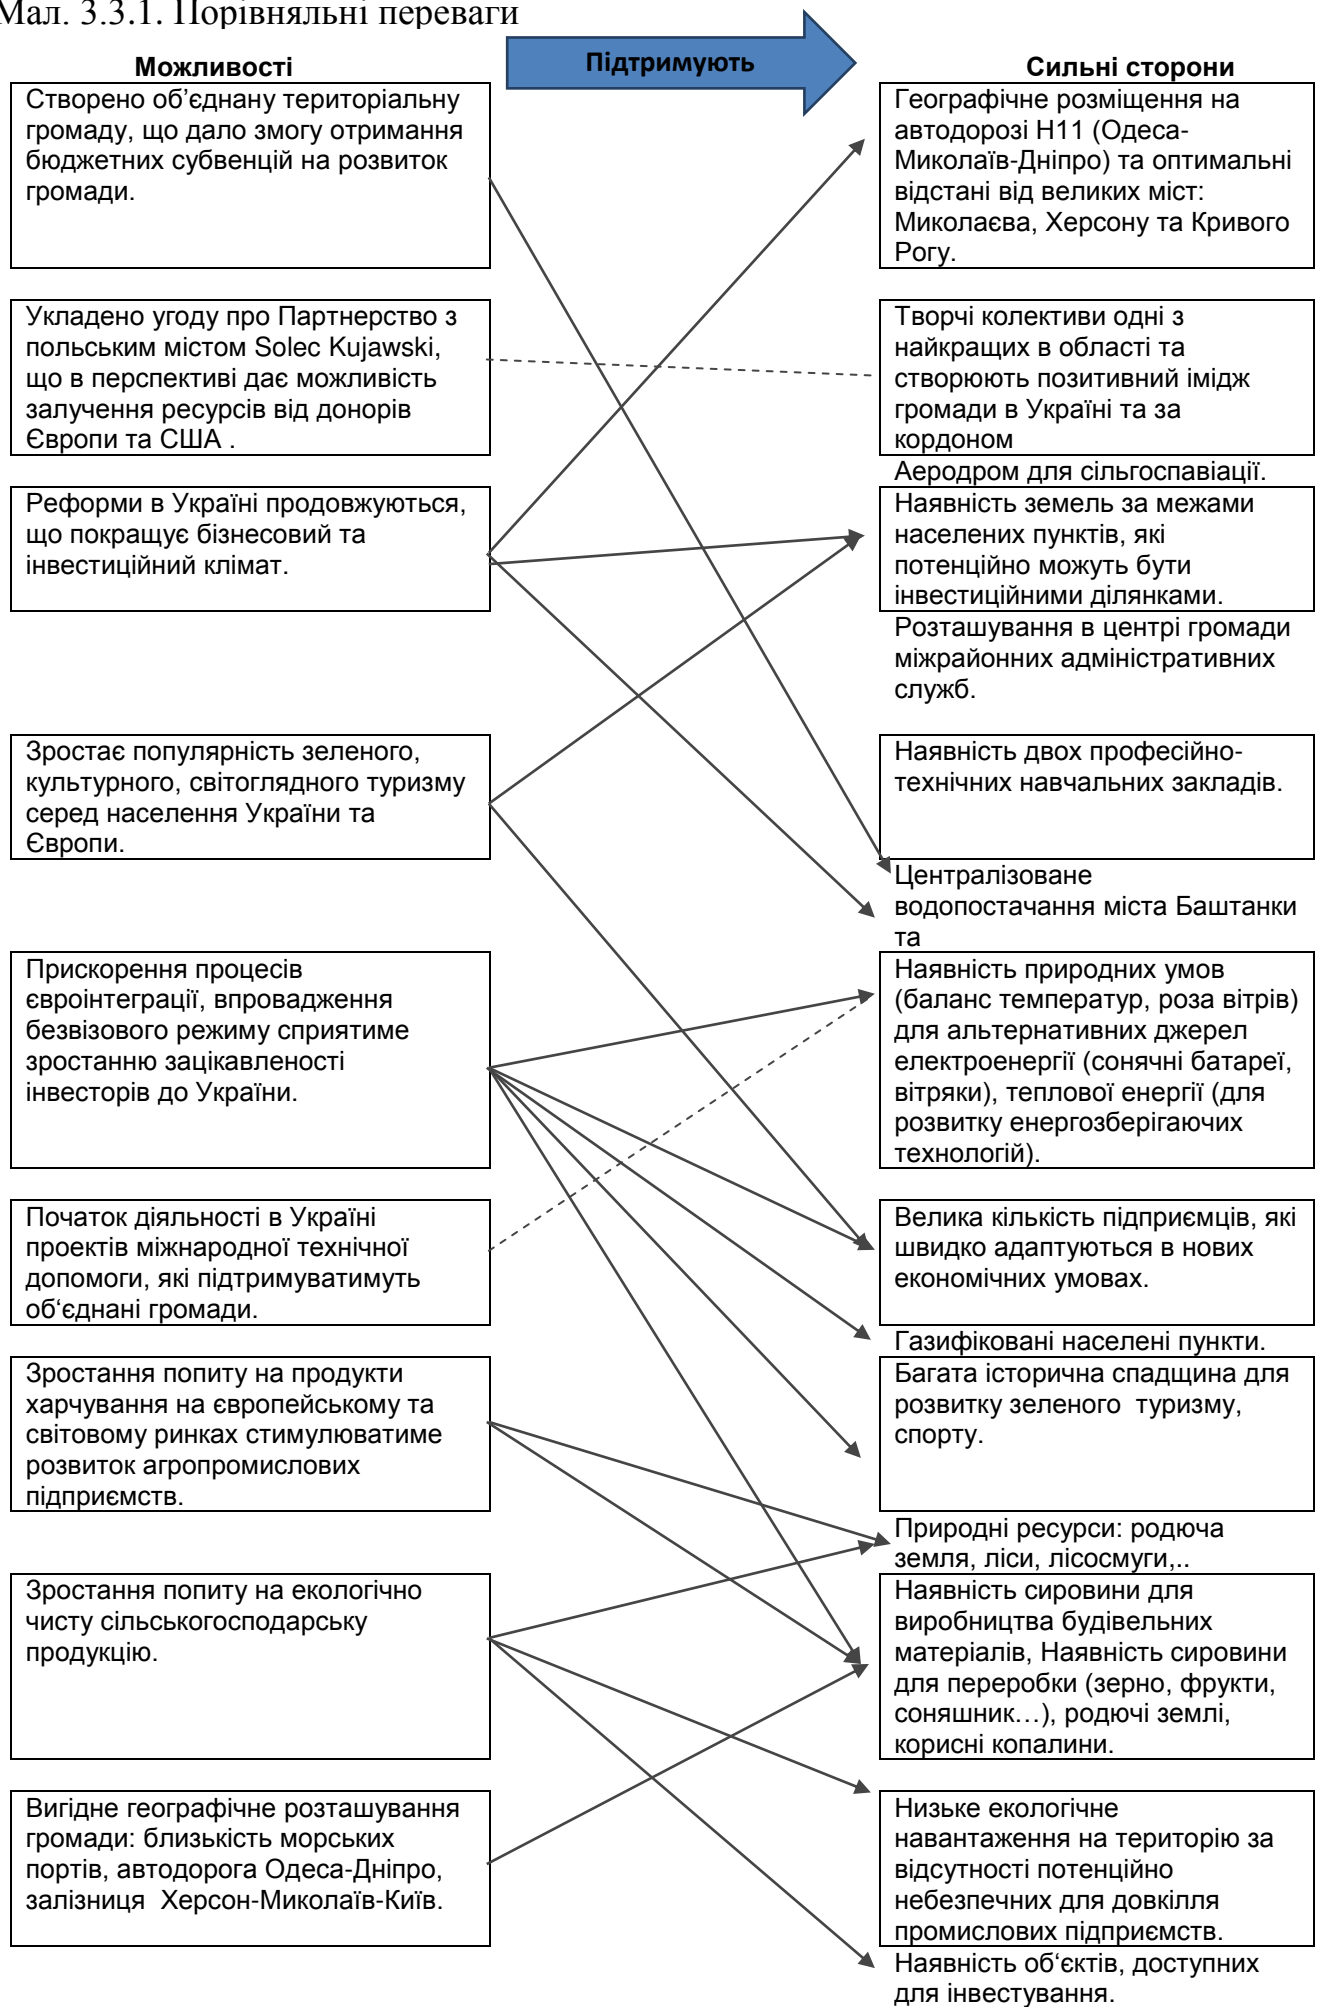 Мал. 3.3.1. Порівняльні переваги
Підтримують
Можливості
Сильні сторони
Створено об’єднану територіальну
громаду, що дало змогу отримання
бюджетних субвенцій на розвиток
громади.
Географічне розміщення на
автодорозі Н11 (Одеса-
Миколаїв-Дніпро) та оптимальні
відстані від великих міст:
Миколаєва, Херсону та Кривого
Рогу.
Укладено угоду про Партнерство з
польським містом Solec Kujawski,
що в перспективі дає можливість
залучення ресурсів від донорів
Європи та США .
Творчі колективи одні з
найкращих в області та
створюють позитивний імідж
громади в Україні та за
кордоном
Аеродром для сільгоспавіації.
Реформи в Україні продовжуються,
що покращує бізнесовий та
інвестиційний клімат.
Наявність земель за межами
населених пунктів, які
потенційно можуть бути
інвестиційними ділянками.
Розташування в центрі громади
міжрайонних адміністративних
служб.
Зростає популярність зеленого,
культурного, світоглядного туризму
серед населення України та
Європи.
Наявність двох професійно-
технічних навчальних закладів.
Централізоване
водопостачання міста Баштанки
та
Прискорення процесів
євроінтеграції, впровадження
безвізового режиму сприятиме
зростанню зацікавленості
інвесторів до України.
Наявність природних умов
(баланс температур, роза вітрів)
для альтернативних джерел
електроенергії (сонячні батареї,
вітряки), теплової енергії (для
розвитку енергозберігаючих
технологій).
Початок діяльності в Україні
проектів міжнародної технічної
допомоги, які підтримуватимуть
об‘єднані громади.
Велика кількість підприємців, які
швидко адаптуються в нових
економічних умовах.
Газифіковані населені пункти.
Зростання попиту на продукти
харчування на європейському та
світовому ринках стимулюватиме
розвиток агропромислових
підприємств.
Багата історична спадщина для
розвитку зеленого  туризму,
спорту.
Природні ресурси: родюча
земля, ліси, лісосмуги,..
Зростання попиту на екологічно
чисту сільськогосподарську
продукцію.
Наявність сировини для
виробництва будівельних
матеріалів, Наявність сировини
для переробки (зерно, фрукти,
соняшник…), родючі землі,
корисні копалини.
Вигідне географічне розташування
громади: близькість морських
портів, автодорога Одеса-Дніпро,
залізниця  Херсон-Миколаїв-Київ.
Низьке екологічне
навантаження на територію за
відсутності потенційно
небезпечних для довкілля
промислових підприємств.
Наявність об‘єктів, доступних
для інвестування.